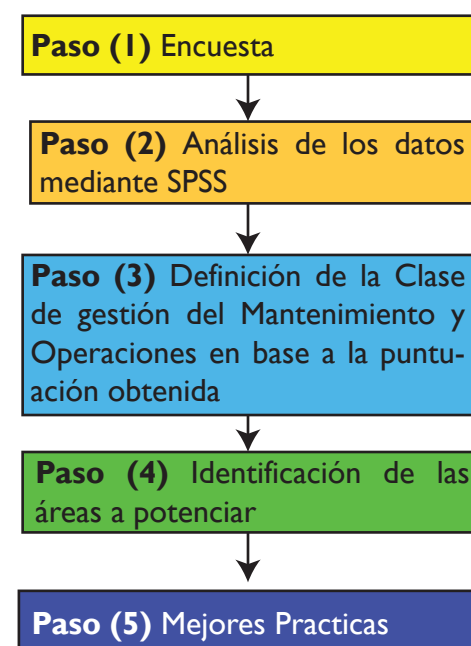 Paso (1) Encuesta
Paso (2) Análisis de los datos
mediante SPSS
Paso (3) Definición de la Clase
de gestión del Mantenimiento y
Operaciones en base a la puntu-
ación obtenida
Paso (4) Identificación de las
áreas a potenciar
Paso (5) Mejores Practicas